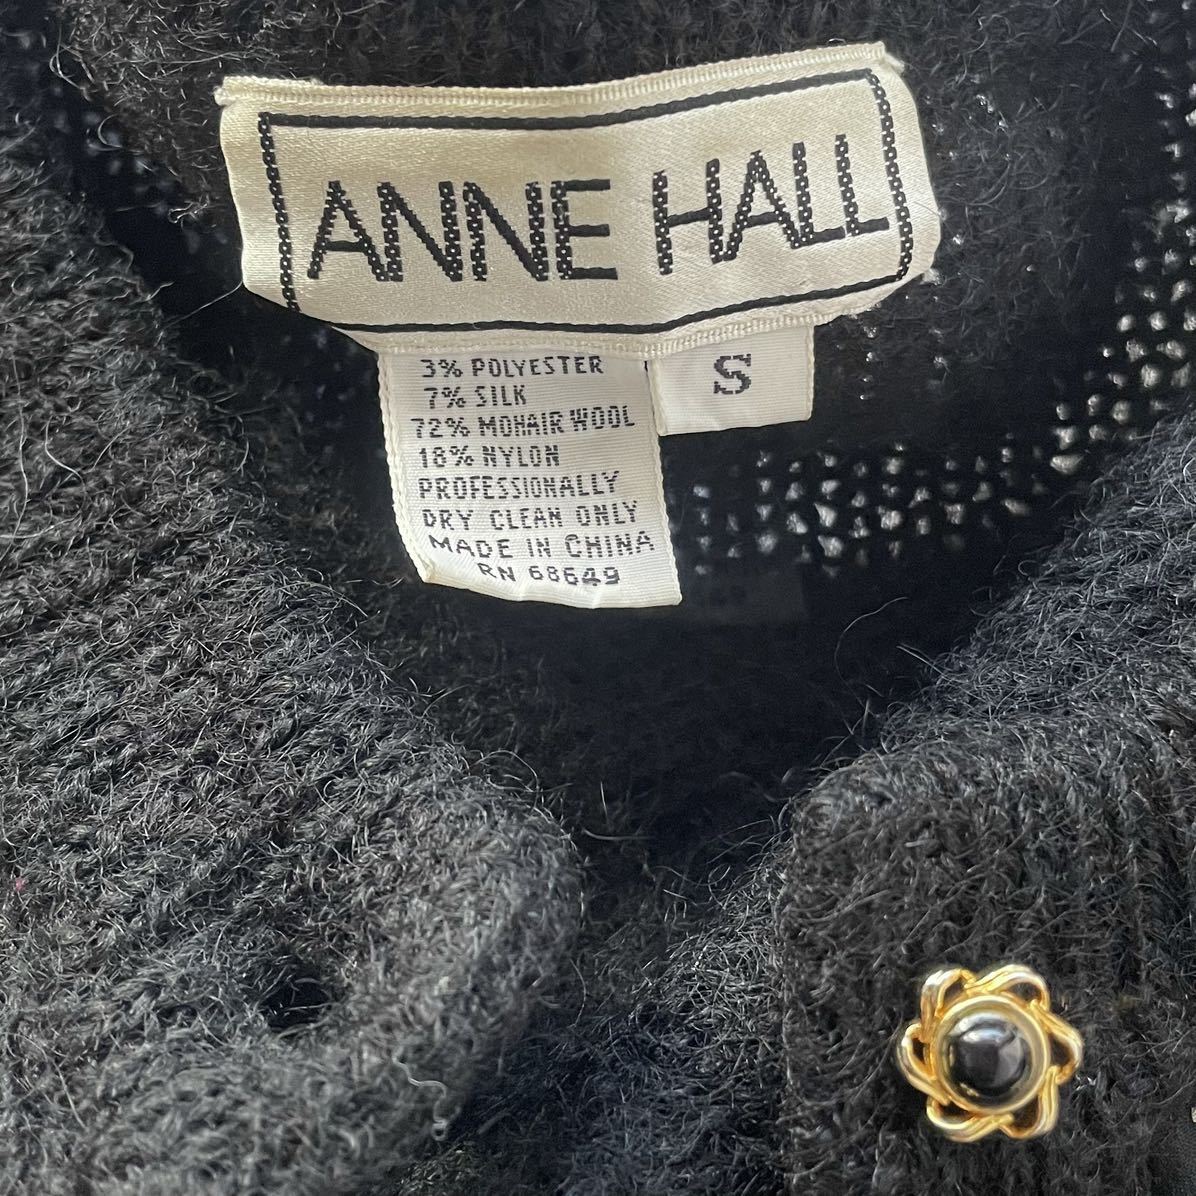 ANNE HALL
S
3% POLYESTER
7% SILK
72% MOHAIR WOOL
18% NYLON
PROFESSIONALLY
DRY CLEAN ONLY
MADE IN CHINA
RN 68649